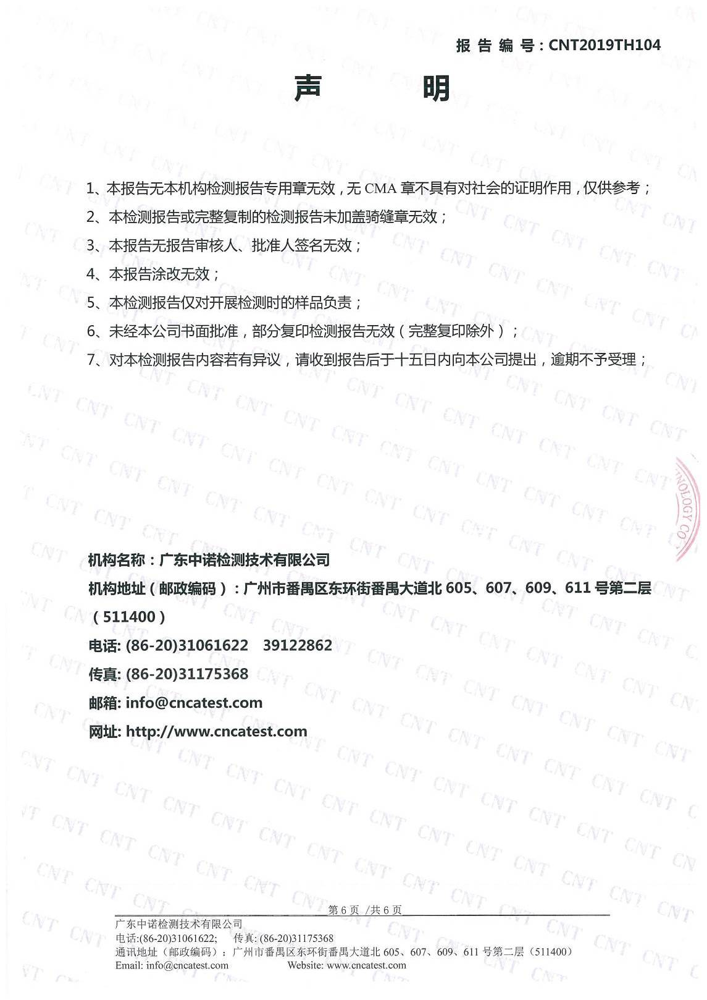 报 告 编 号：CNT2019TH104
声 明
1、本报告无本机构检测报告专用章无效，无 CMA 章不具有对社会的证明作用，仅供参考；
2、本检测报告或完整复制的检测报告未加盖骑缝章无效；
3、本报告无报告审核人、批准人签名无效；
4、本报告涂改无效；
5、本检测报告仅对开展检测时的样品负责；
6、未经本公司书面批准，部分复印检测报告无效（完整复印除外）；
7、对本检测报告内容若有异议，请收到报告后于十五日内向本公司提出，逾期不予受理；
NOLOGY CO
机构名称：广东中诺检测技术有限公司
机构地址（邮政编码）：广州市番禺区东环街番禺大道北 605、607、609、611 号第二层
（511400）
电话: (86-20)31061622 39122862
传真: (86-20)31175368
邮箱: info@cncatest.com
网址: http://www.cncatest.com
第 6 页 /共 6 页
广东中诺检测技术有限公司
电话:(86-20)31061622; 传真: (86-20)31175368
通讯地址（邮政编码）：广州市番禺区东环街番禺大道北 605、607、609、611 号第二层（511400）
Email: info@cncatest.com Website: www.cncatest.com